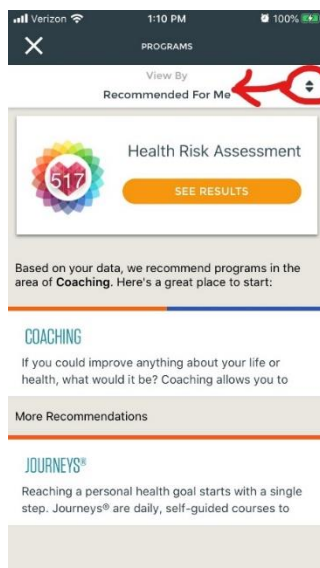 Verizon 1:10 PM 100%
PROGRAMS
View By
Recommended For Me
Health Risk Assessment
517
SEE RESULTS
Based on your data, we recommend programs in the
area of Coaching. Here's a great place to start:
COACHING
If you could improve anything about your life or
health, what would it be? Coaching allows you to
More Recommendations
JOURNEYS®
Reaching a personal health goal starts with a single
step. Journeys® are daily, self-guided courses to